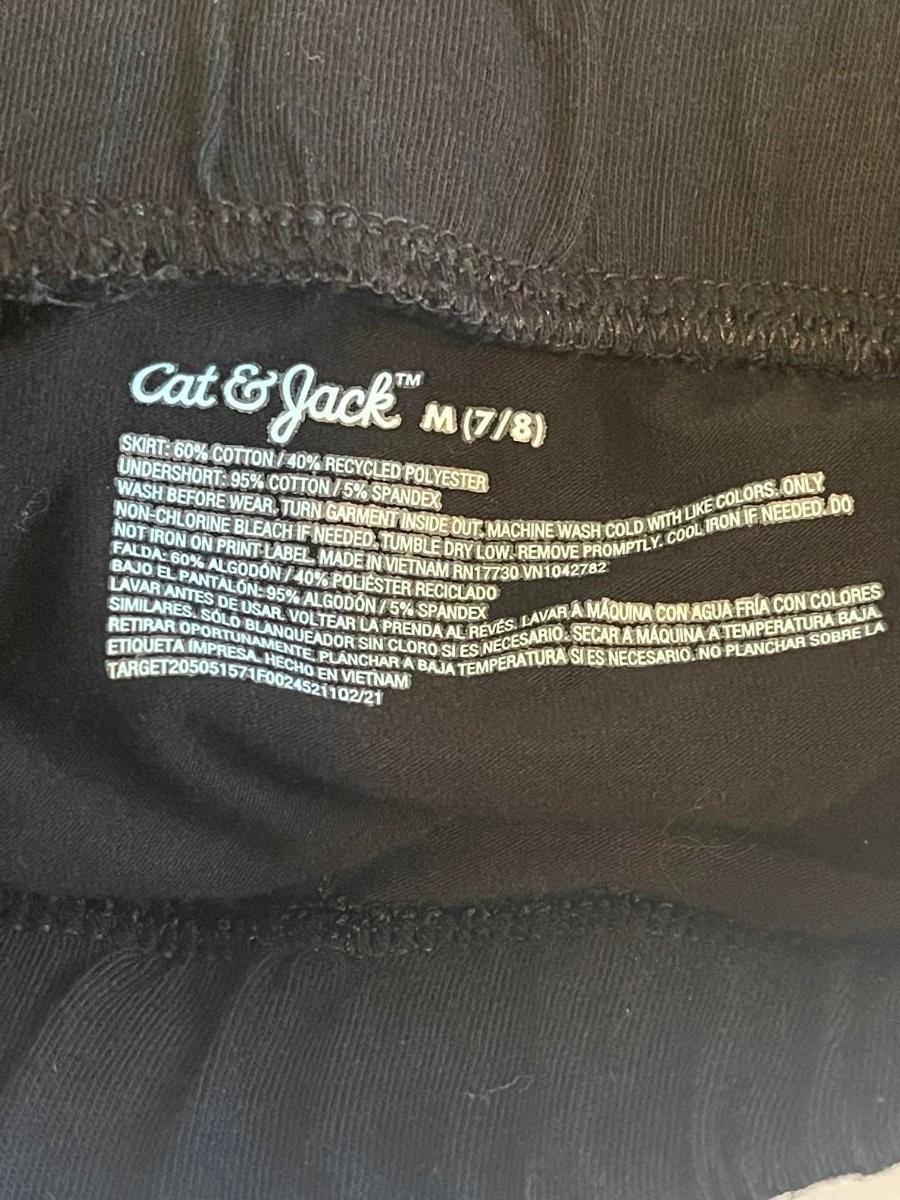 Cat & Jack™ M (7/8)
SKIRT: 60% COTTON / 40% RECYCLED POLYESTER
UNDERSHORT: 95% COTTON / 5% SPANDEX
WASH BEFORE WEAR. TURN GARMENT INSIDE OUT. MACHINE WASH COLD WITH LIKE COLORS. ONLY
NON-CHLORINE BLEACH IF NEEDED. TUMBLE DRY LOW. REMOVE PROMPTLY. COOL IRON IF NEEDED. DO
NOT IRON ON PRINT LABEL. MADE IN VIETNAM RN17730 VN1042782
FALDA: 60% ALGODÓN / 40% POLIÉSTER RECICLADO
BAJO EL PANTALÓN: 95% ALGODÓN / 5% SPANDEX
LAVAR ANTES DE USAR. VOLTEAR LA PRENDA AL REVÉS. LAVAR A MÁQUINA CON AGUA FRÍA CON COLORES
SIMILARES. SÓLO BLANQUEADOR SIN CLORO SI ES NECESARIO. SECAR A MÁQUINA A TEMPERATURA BAJA.
RETIRAR OPORTUNAMENTE. PLANCHAR A BAJA TEMPERATURA SI ES NECESARIO. NO PLANCHAR SOBRE LA
ETIQUETA IMPRESA. HECHO EN VIETNAM
TARGET205051571F0024521102/21